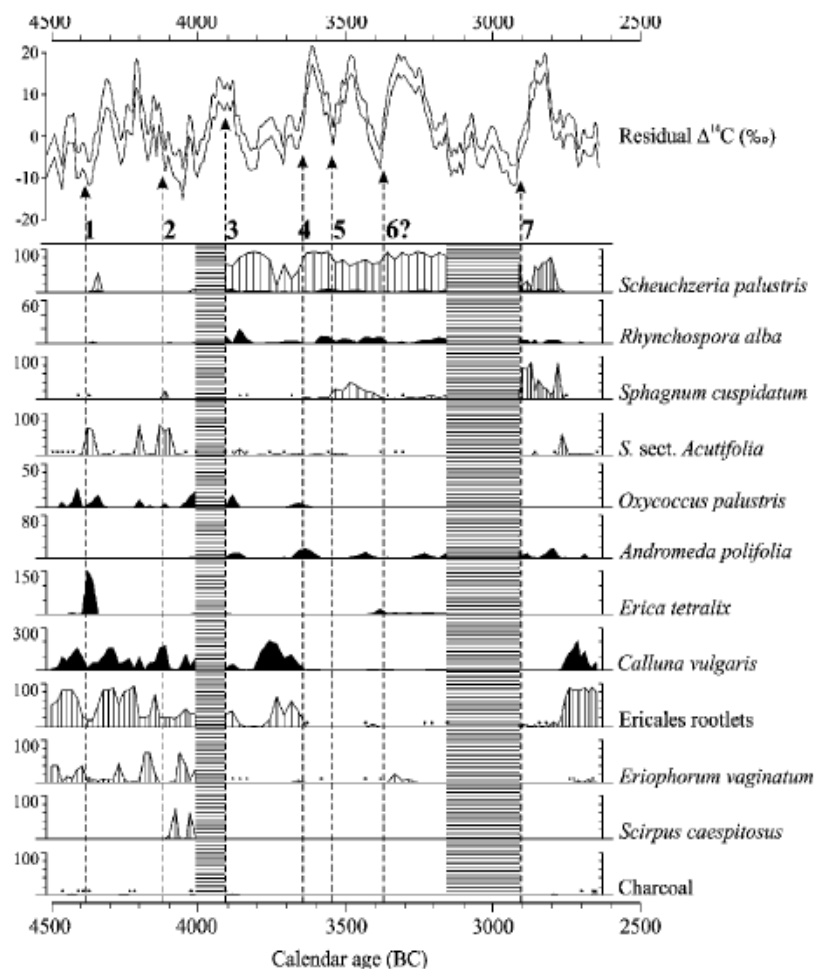 4500 4000 3500 3000 2500
20
10
0
-10
-20
Residual Δ¹⁴C (‰)
1 2 3 4 5 6? 7
100 Scheuchzeria palustris
60 Rhynchospora alba
100 Sphagnum cuspidatum
100 S. sect. Acutifolia
50 Oxycoccus palustris
80 Andromeda polifolia
150 Erica tetralix
300 Calluna vulgaris
100 Ericales rootlets
100 Eriophorum vaginatum
100 Scirpus caespitosus
100 Charcoal
4500 4000 3500 3000 2500
Calendar age (BC)